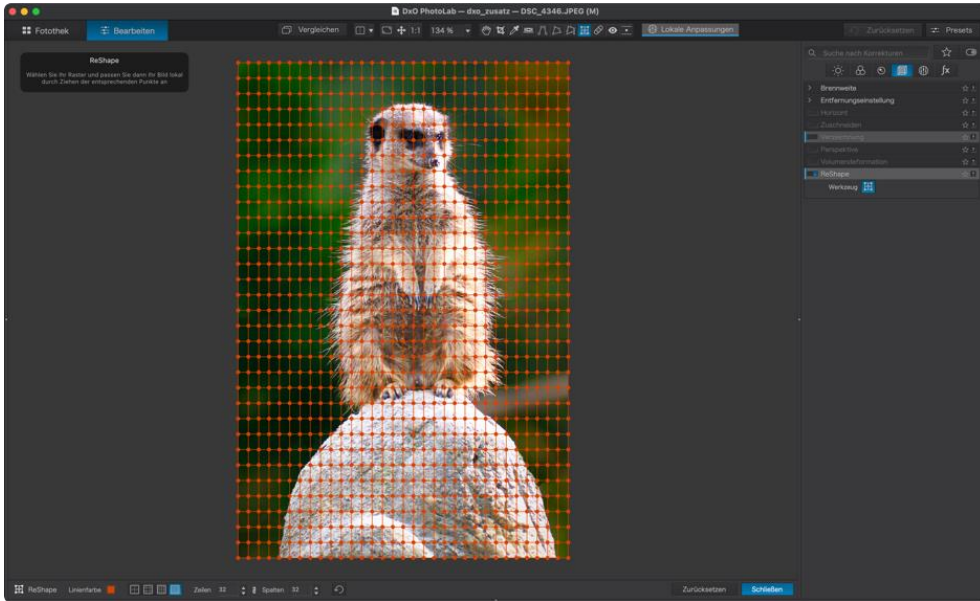 DxO PhotoLab — dxo_zusatz — DSC_4346.JPEG (M)
Fotothek
Bearbeiten
Vergleichen
1:1
134 %
Lokale Anpassungen
Zurücksetzen
Presets
ReShape
Wählen Sie Ihr Raster und passen Sie dann Ihr Bild lokal
durch Ziehen der entsprechenden Punkte an
Suche nach Korrekturen
fx
Brennweite
Entfernungseinstellung
Horizont
Zuschneiden
Verzeichnung
Perspektive
Volumendeformation
ReShape
Werkzeug
ReShape
Linienfarbe
Zeilen 32
Spalten 32
Zurücksetzen
Schließen